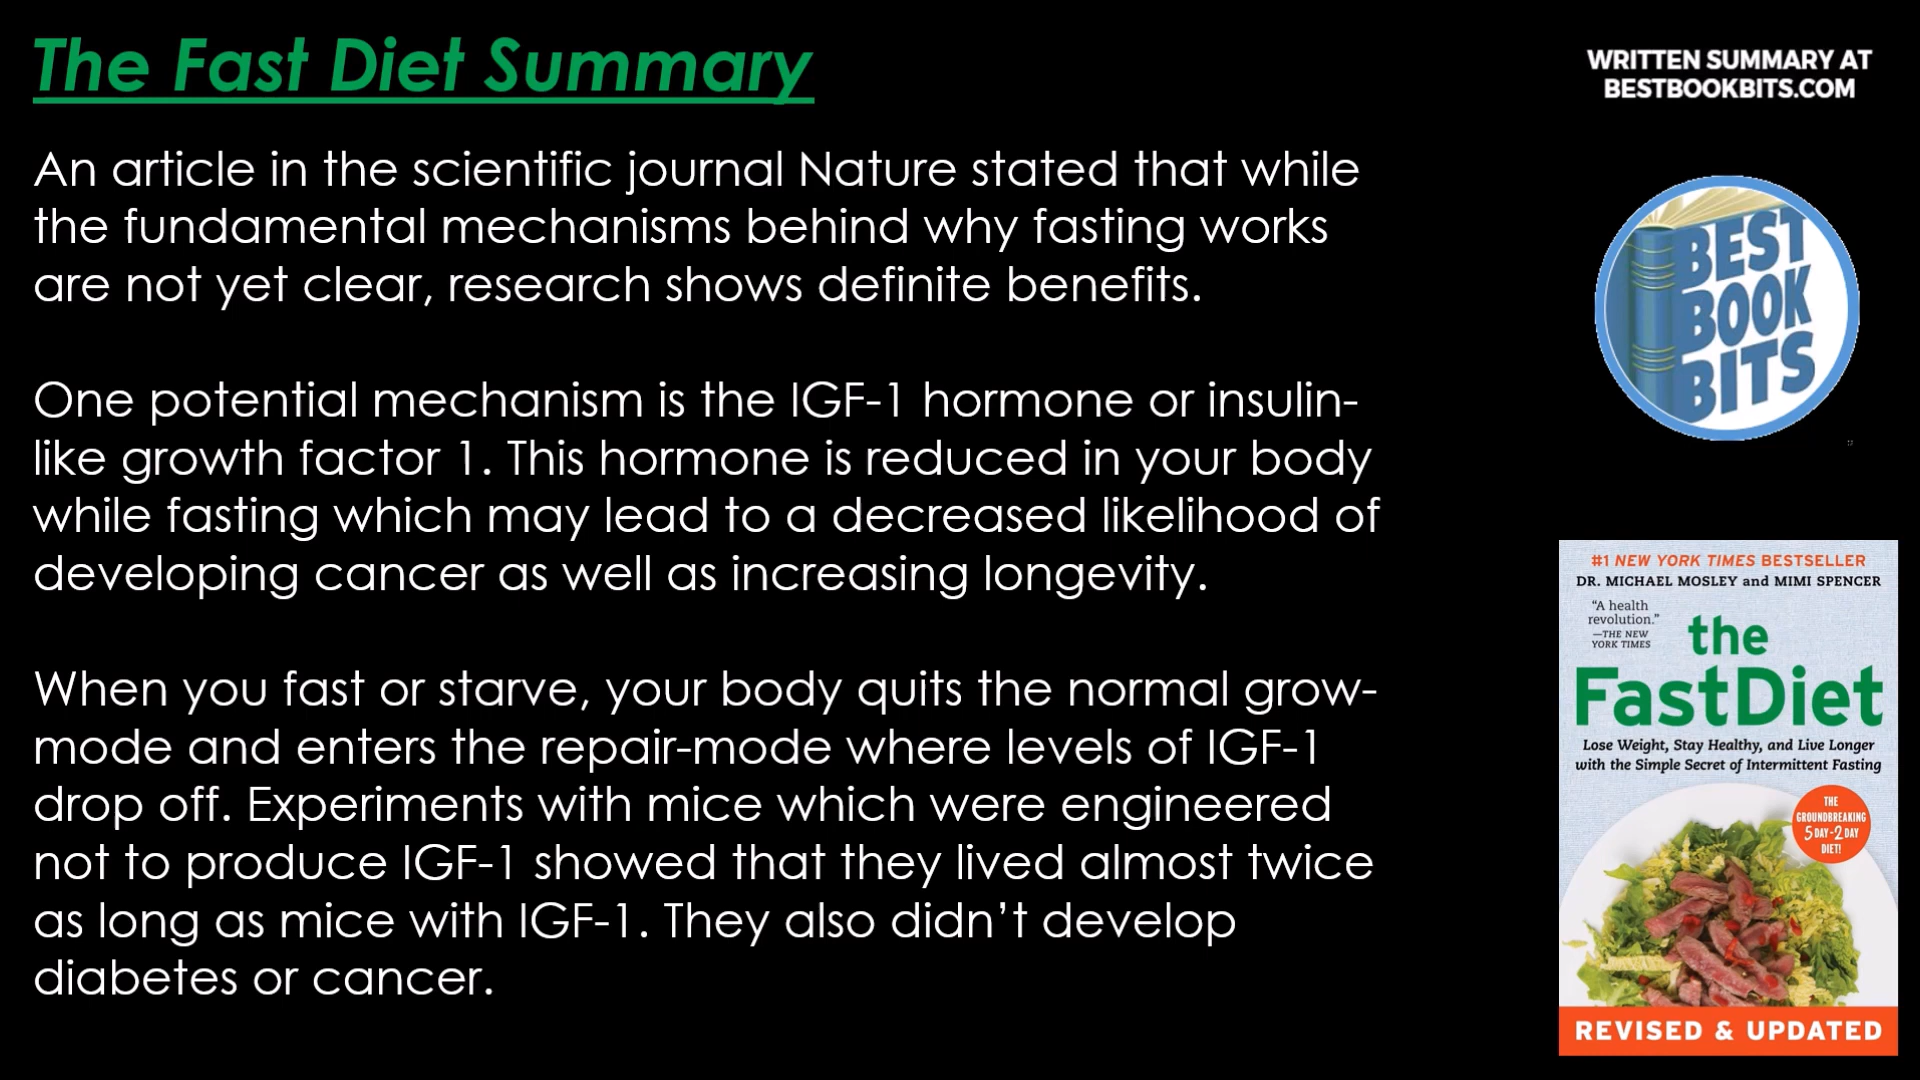 The Fast Diet Summary
An article in the scientific journal Nature stated that while
the fundamental mechanisms behind why fasting works
are not yet clear, research shows definite benefits.
One potential mechanism is the IGF-1 hormone or insulin-
like growth factor 1. This hormone is reduced in your body
while fasting which may lead to a decreased likelihood of
developing cancer as well as increasing longevity.
When you fast or starve, your body quits the normal grow-
mode and enters the repair-mode where levels of IGF-1
drop off. Experiments with mice which were engineered
not to produce IGF-1 showed that they lived almost twice
as long as mice with IGF-1. They also didn’t develop
diabetes or cancer.
WRITTEN SUMMARY AT
BESTBOOKBITS.COM
BEST
BOOK
BITS
#1 NEW YORK TIMES BESTSELLER
DR. MICHAEL MOSLEY and MIMI SPENCER
“A health
revolution.”
—THE NEW
YORK TIMES
the
FastDiet
Lose Weight, Stay Healthy, and Live Longer
with the Simple Secret of Intermittent Fasting
THE
GROUNDBREAKING
5 DAY-2 DAY
DIET!
REVISED & UPDATED